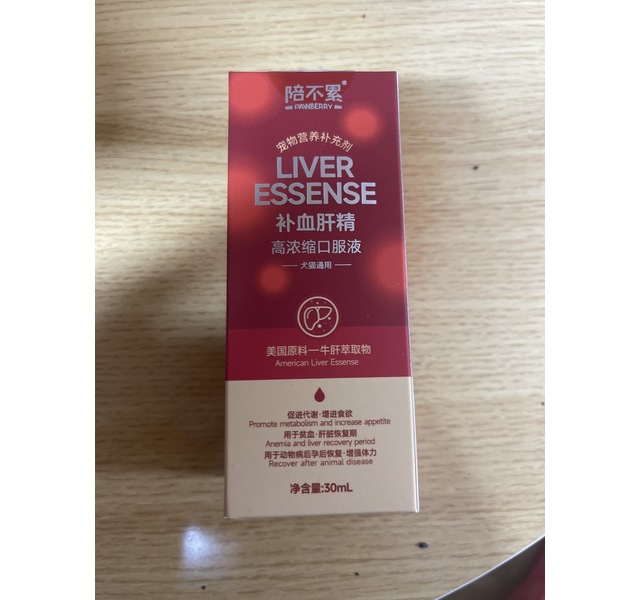 陪不累®
PAWBERRY
宠物营养补充剂
LIVER
ESSENSE
补血肝精
高浓缩口服液
犬猫通用
美国原料—牛肝萃取物
American Liver Essense
促进代谢·增进食欲
Promote metabolism and increase appetite
用于贫血·肝脏恢复期
Anemia and liver recovery period
用于动物病后孕后恢复·增强体力
Recover after animal disease
净含量:30mL